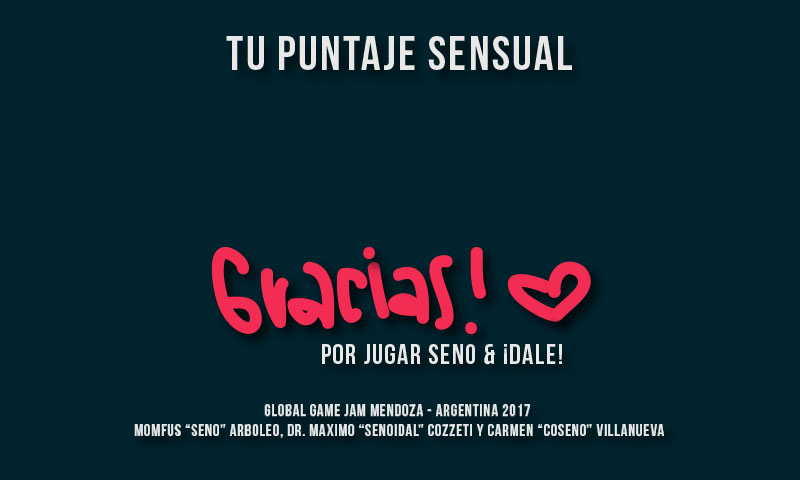 TU PUNTAJE SENSUAL
Gracias!
POR JUGAR SENO & ¡DALE!
GLOBAL GAME JAM MENDOZA - ARGENTINA 2017
MOMFUS “SENO” ARBOLEO, DR. MAXIMO “SENOIDAL” COZZETI Y CARMEN “COSENO” VILLANUEVA